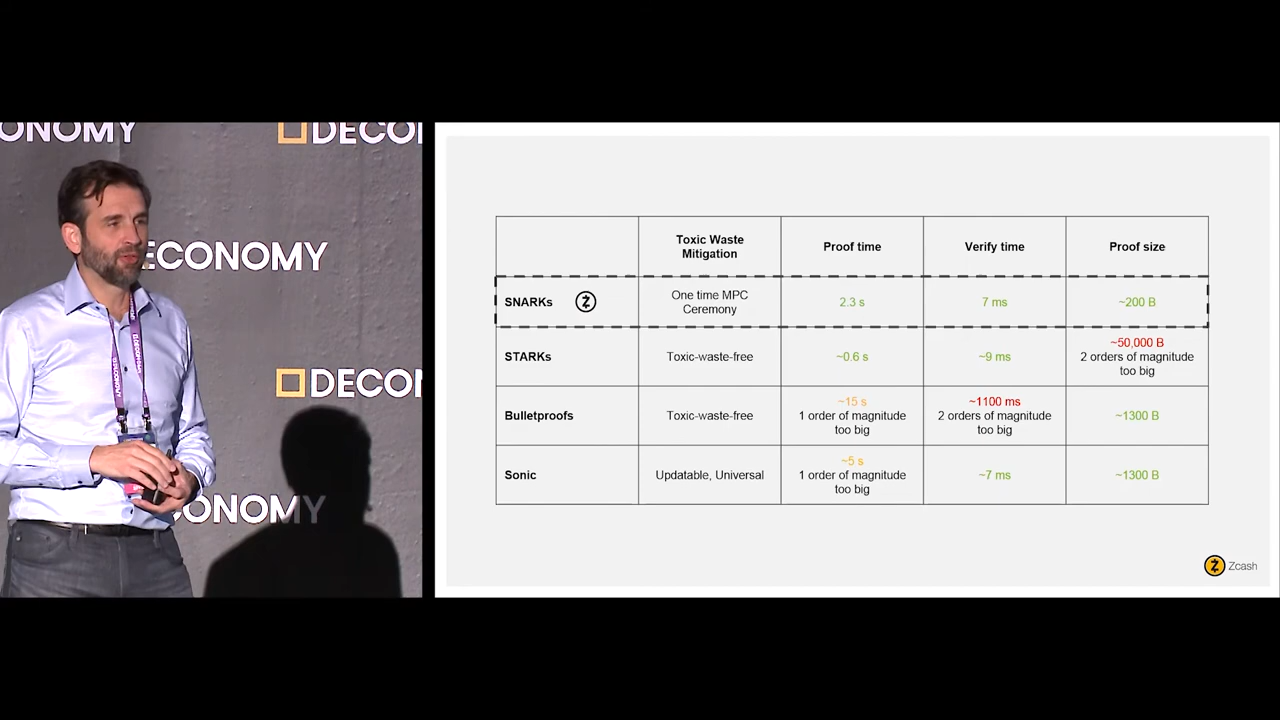 ONOMY
DECO
ECONOMY
DECON
CONOMY
Toxic Waste
Mitigation
Proof time
Verify time
Proof size
SNARKs
One time MPC
Ceremony
2.3 s
7 ms
~200 B
STARKs
Toxic-waste-free
~0.6 s
~9 ms
~50,000 B
2 orders of magnitude
too big
Bulletproofs
Toxic-waste-free
~15 s
1 order of magnitude
too big
~1100 ms
2 orders of magnitude
too big
~1300 B
Sonic
Updatable, Universal
~5 s
1 order of magnitude
too big
~7 ms
~1300 B
Zcash